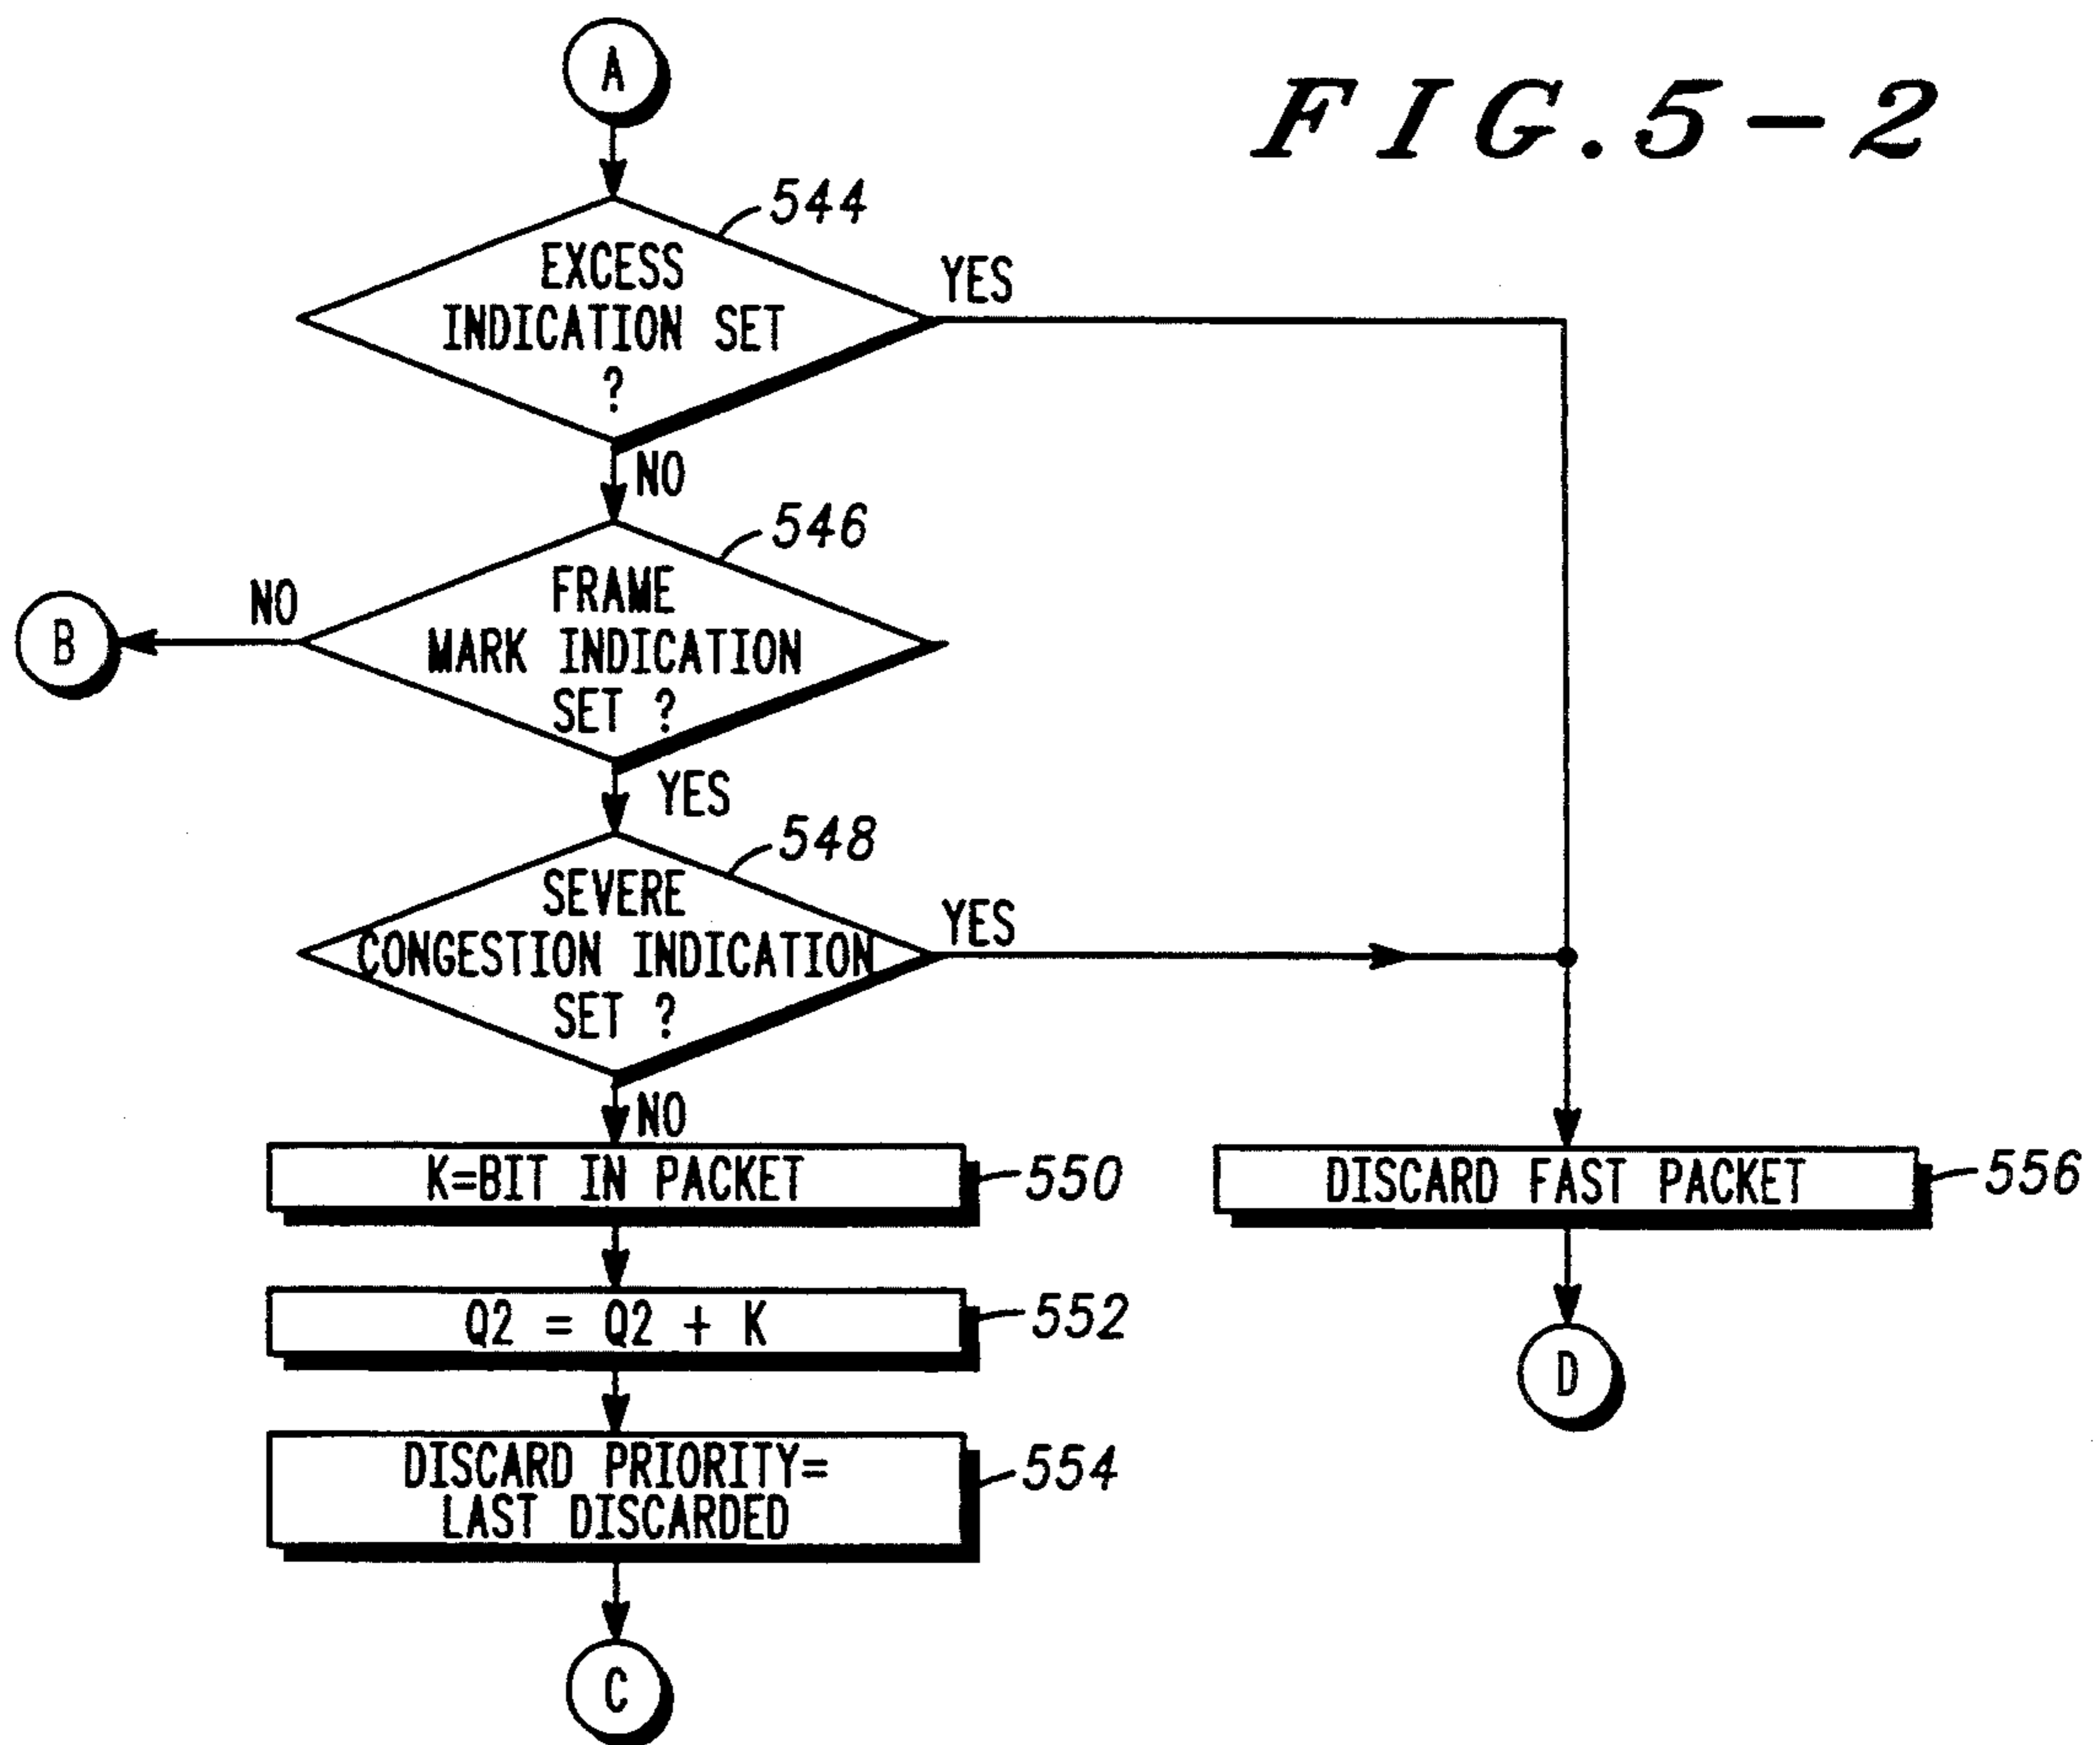 A
FIG.5-2
544
EXCESS
INDICATION SET
?
YES
NO
546
FRAME
MARK INDICATION
SET ?
NO
B
YES
548
SEVERE
CONGESTION INDICATION
SET ?
YES
NO
K=BIT IN PACKET
550
DISCARD FAST PACKET
556
Q2 = Q2 + K
552
D
DISCARD PRIORITY=
LAST DISCARDED
554
C